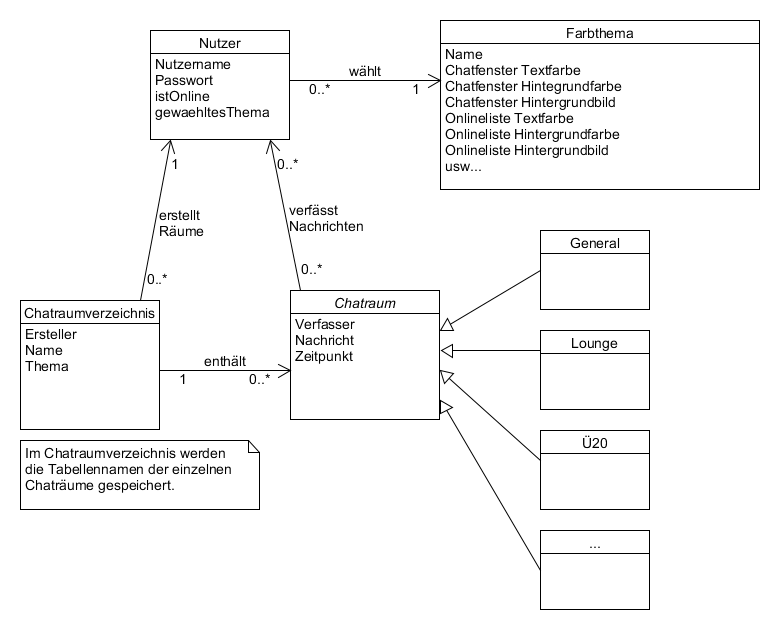 Nutzer
Nutzername
Passwort
istOnline
gewaehltesThema
wählt
0..*
1
Farbthema
Name
Chatfenster Textfarbe
Chatfenster Hintegrundfarbe
Chatfenster Hintergrundbild
Onlineliste Textfarbe
Onlineliste Hintergrundfarbe
Onlineliste Hintergrundbild
usw...
1
erstellt
Räume
0..*
0..*
verfässt
Nachrichten
0..*
Chatraumverzeichnis
Ersteller
Name
Thema
enthält
1
0..*
Chatraum
Verfasser
Nachricht
Zeitpunkt
General
Lounge
Ü20
...
Im Chatraumverzeichnis werden
die Tabellennamen der einzelnen
Chaträume gespeichert.